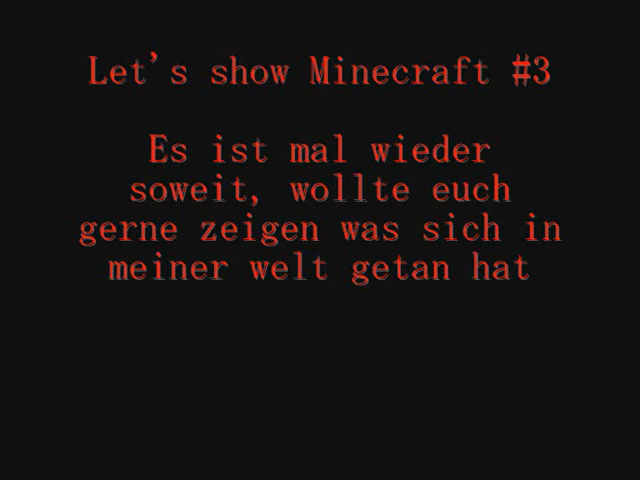 Let's show Minecraft #3
Es ist mal wieder
soweit, wollte euch
gerne zeigen was sich in
meiner welt getan hat